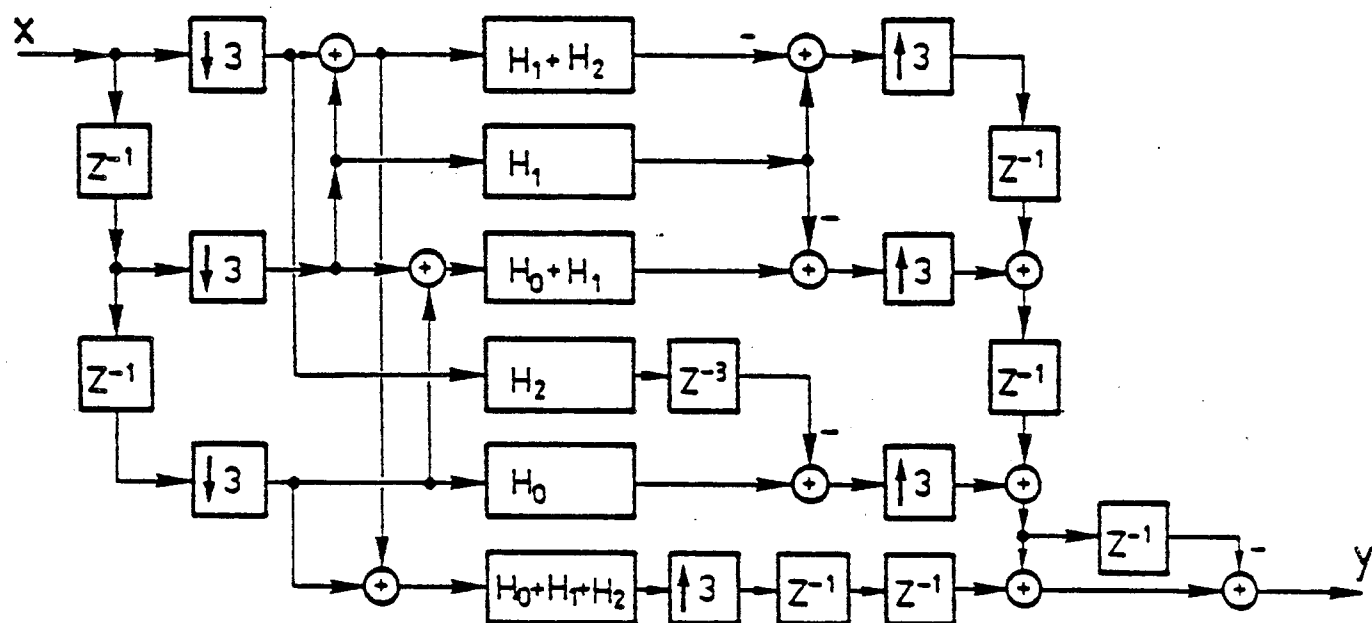 X ↓3 + H₁+H₂ - + ↑3
Z⁻¹ H₁ Z⁻¹
↓3 + H₀+H₁ - + ↑3 +
Z⁻¹ H₂ Z⁻³ Z⁻¹
↓3 H₀ - + ↑3 +
Z⁻¹ - y
+ H₀+H₁+H₂ ↑3 Z⁻¹ Z⁻¹ + +